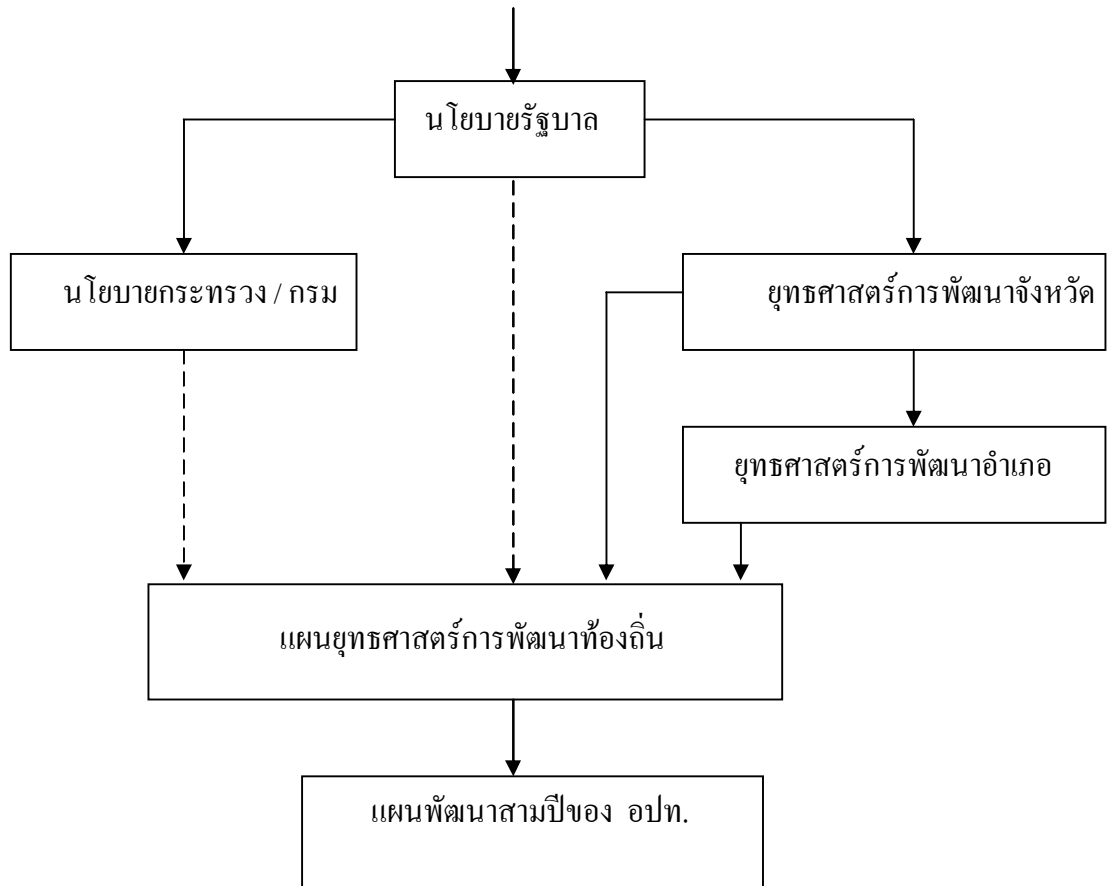 นโยบายรัฐบาล
นโยบายกระทรวง / กรม
ยุทธศาสตร์การพัฒนาจังหวัด
ยุทธศาสตร์การพัฒนาอำเภอ
แผนยุทธศาสตร์การพัฒนาท้องถิ่น
แผนพัฒนาสามปีของ อปท.